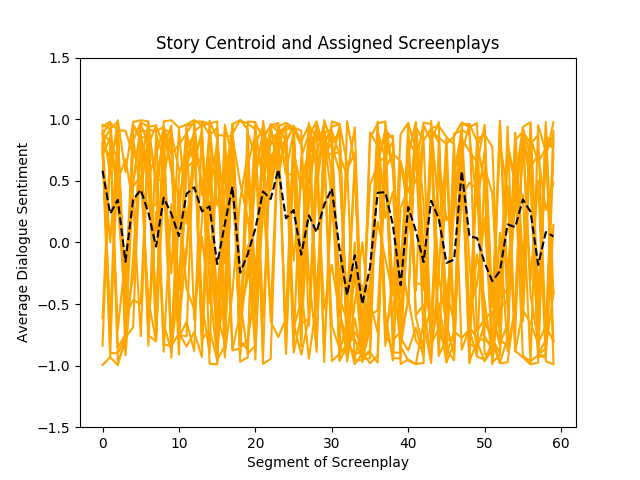 Story Centroid and Assigned Screenplays
Average Dialogue Sentiment
1.5
1.0
0.5
0.0
−0.5
−1.0
−1.5
0 10 20 30 40 50 60
Segment of Screenplay